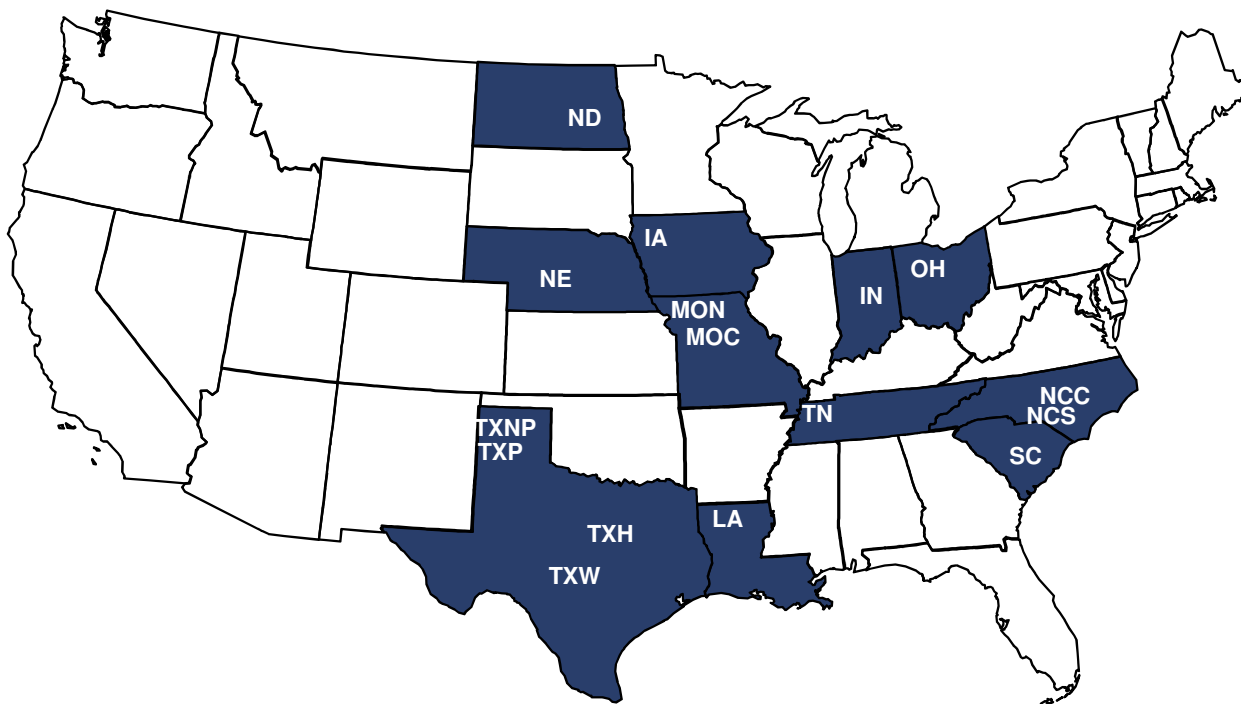 ND
IA
NE
OH
IN
MON
MOC
NCC
TN
NCS
TXNP
TXP
SC
LA
TXH
TXW